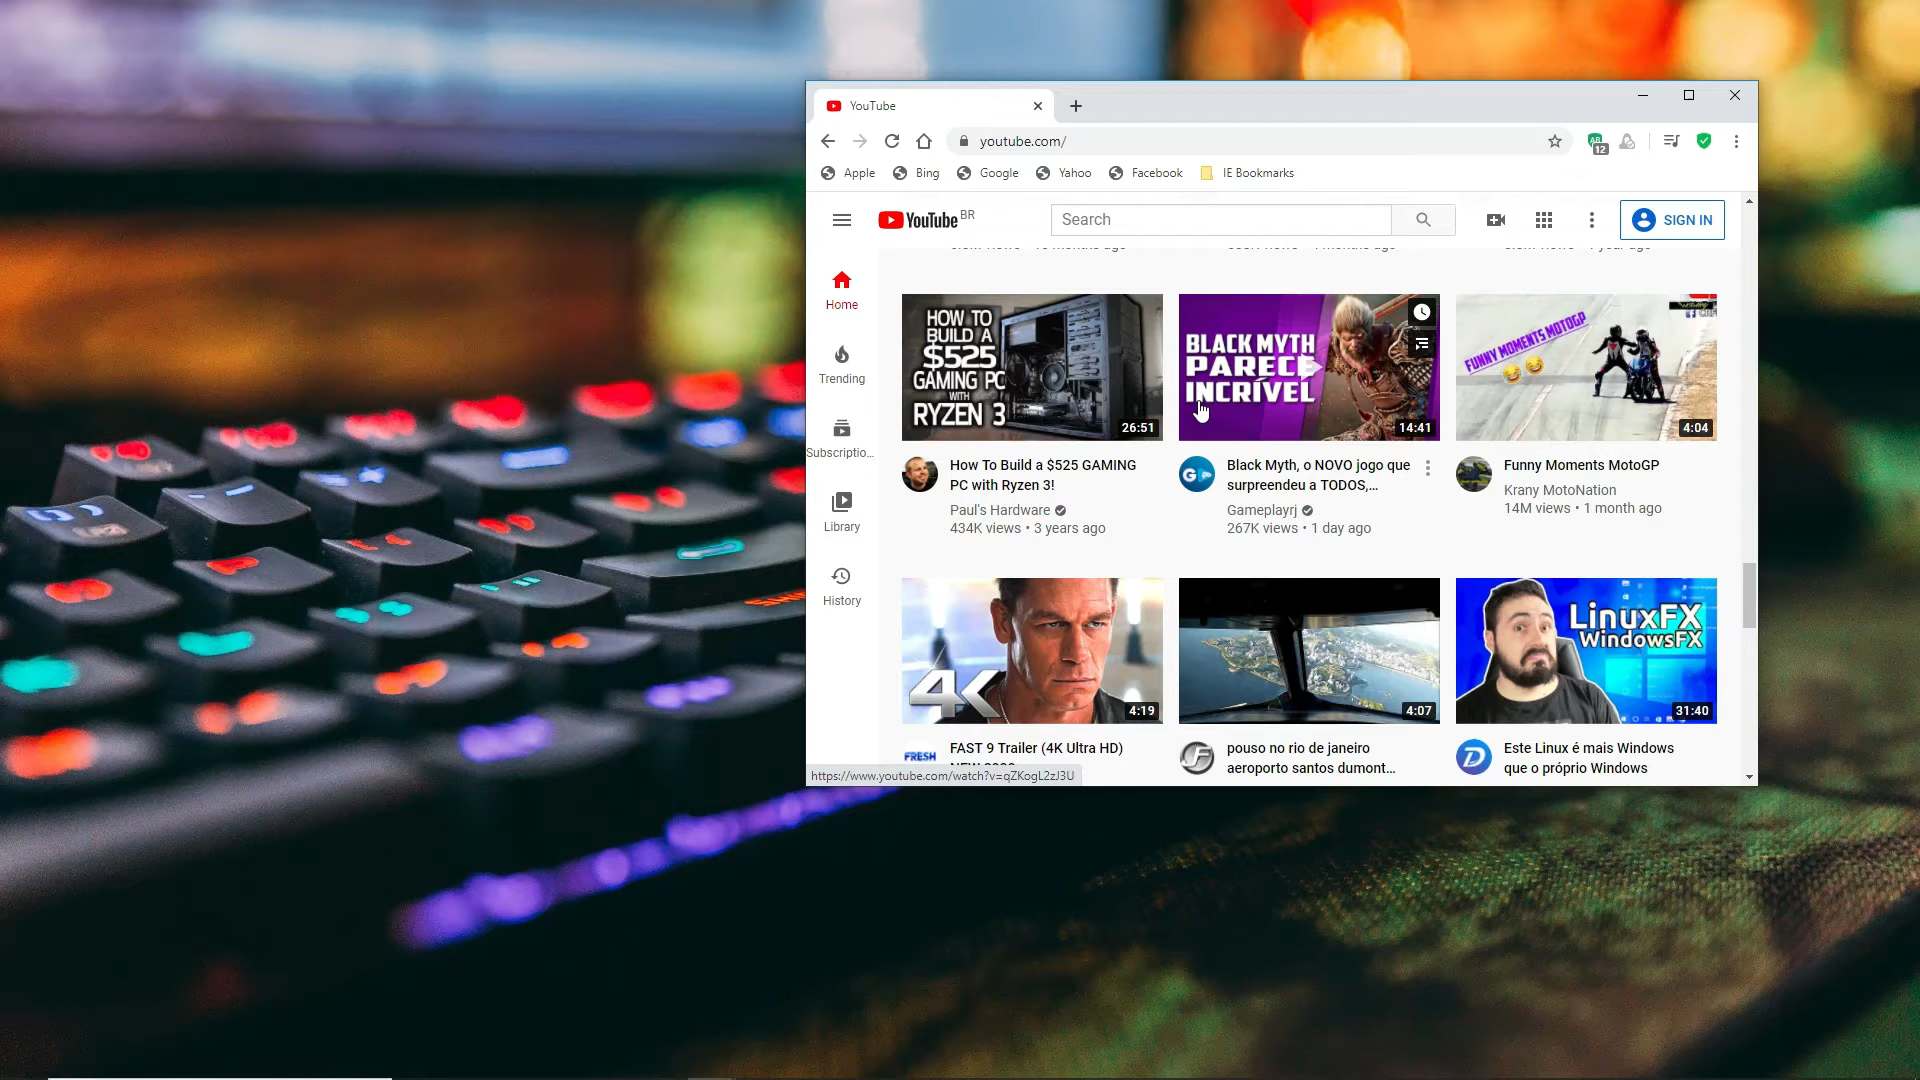 YouTube
youtube.com/
12
Apple
Bing
Google
Yahoo
Facebook
IE Bookmarks
YouTube BR
Search
SIGN IN
Home
Trending
Subscriptio...
Library
History
HOW TO
BUILD A
$525
GAMING PC
WITH
RYZEN 3
26:51
BLACK MYTH
PARECE
INCRÍVEL
14:41
FUNNY MOMENTS MOTOGP
4:04
How To Build a $525 GAMING
PC with Ryzen 3!
Paul's Hardware
434K views • 3 years ago
Black Myth, o NOVO jogo que
surpreendeu a TODOS,...
Gameplayrj
267K views • 1 day ago
Funny Moments MotoGP
Krany MotoNation
14M views • 1 month ago
4K
4:19
4:07
LinuxFX
WindowsFX
31:40
FRESH
FAST 9 Trailer (4K Ultra HD)
pouso no rio de janeiro
aeroporto santos dumont...
Este Linux é mais Windows
que o próprio Windows
https://www.youtube.com/watch?v=qZKogL2zJ3U